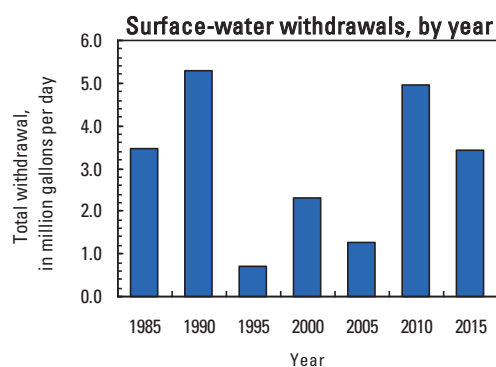 Surface-water withdrawals, by year
Total withdrawal,
in million gallons per day
6.0
5.0
4.0
3.0
2.0
1.0
0.0
1985 1990 1995 2000 2005 2010 2015
Year